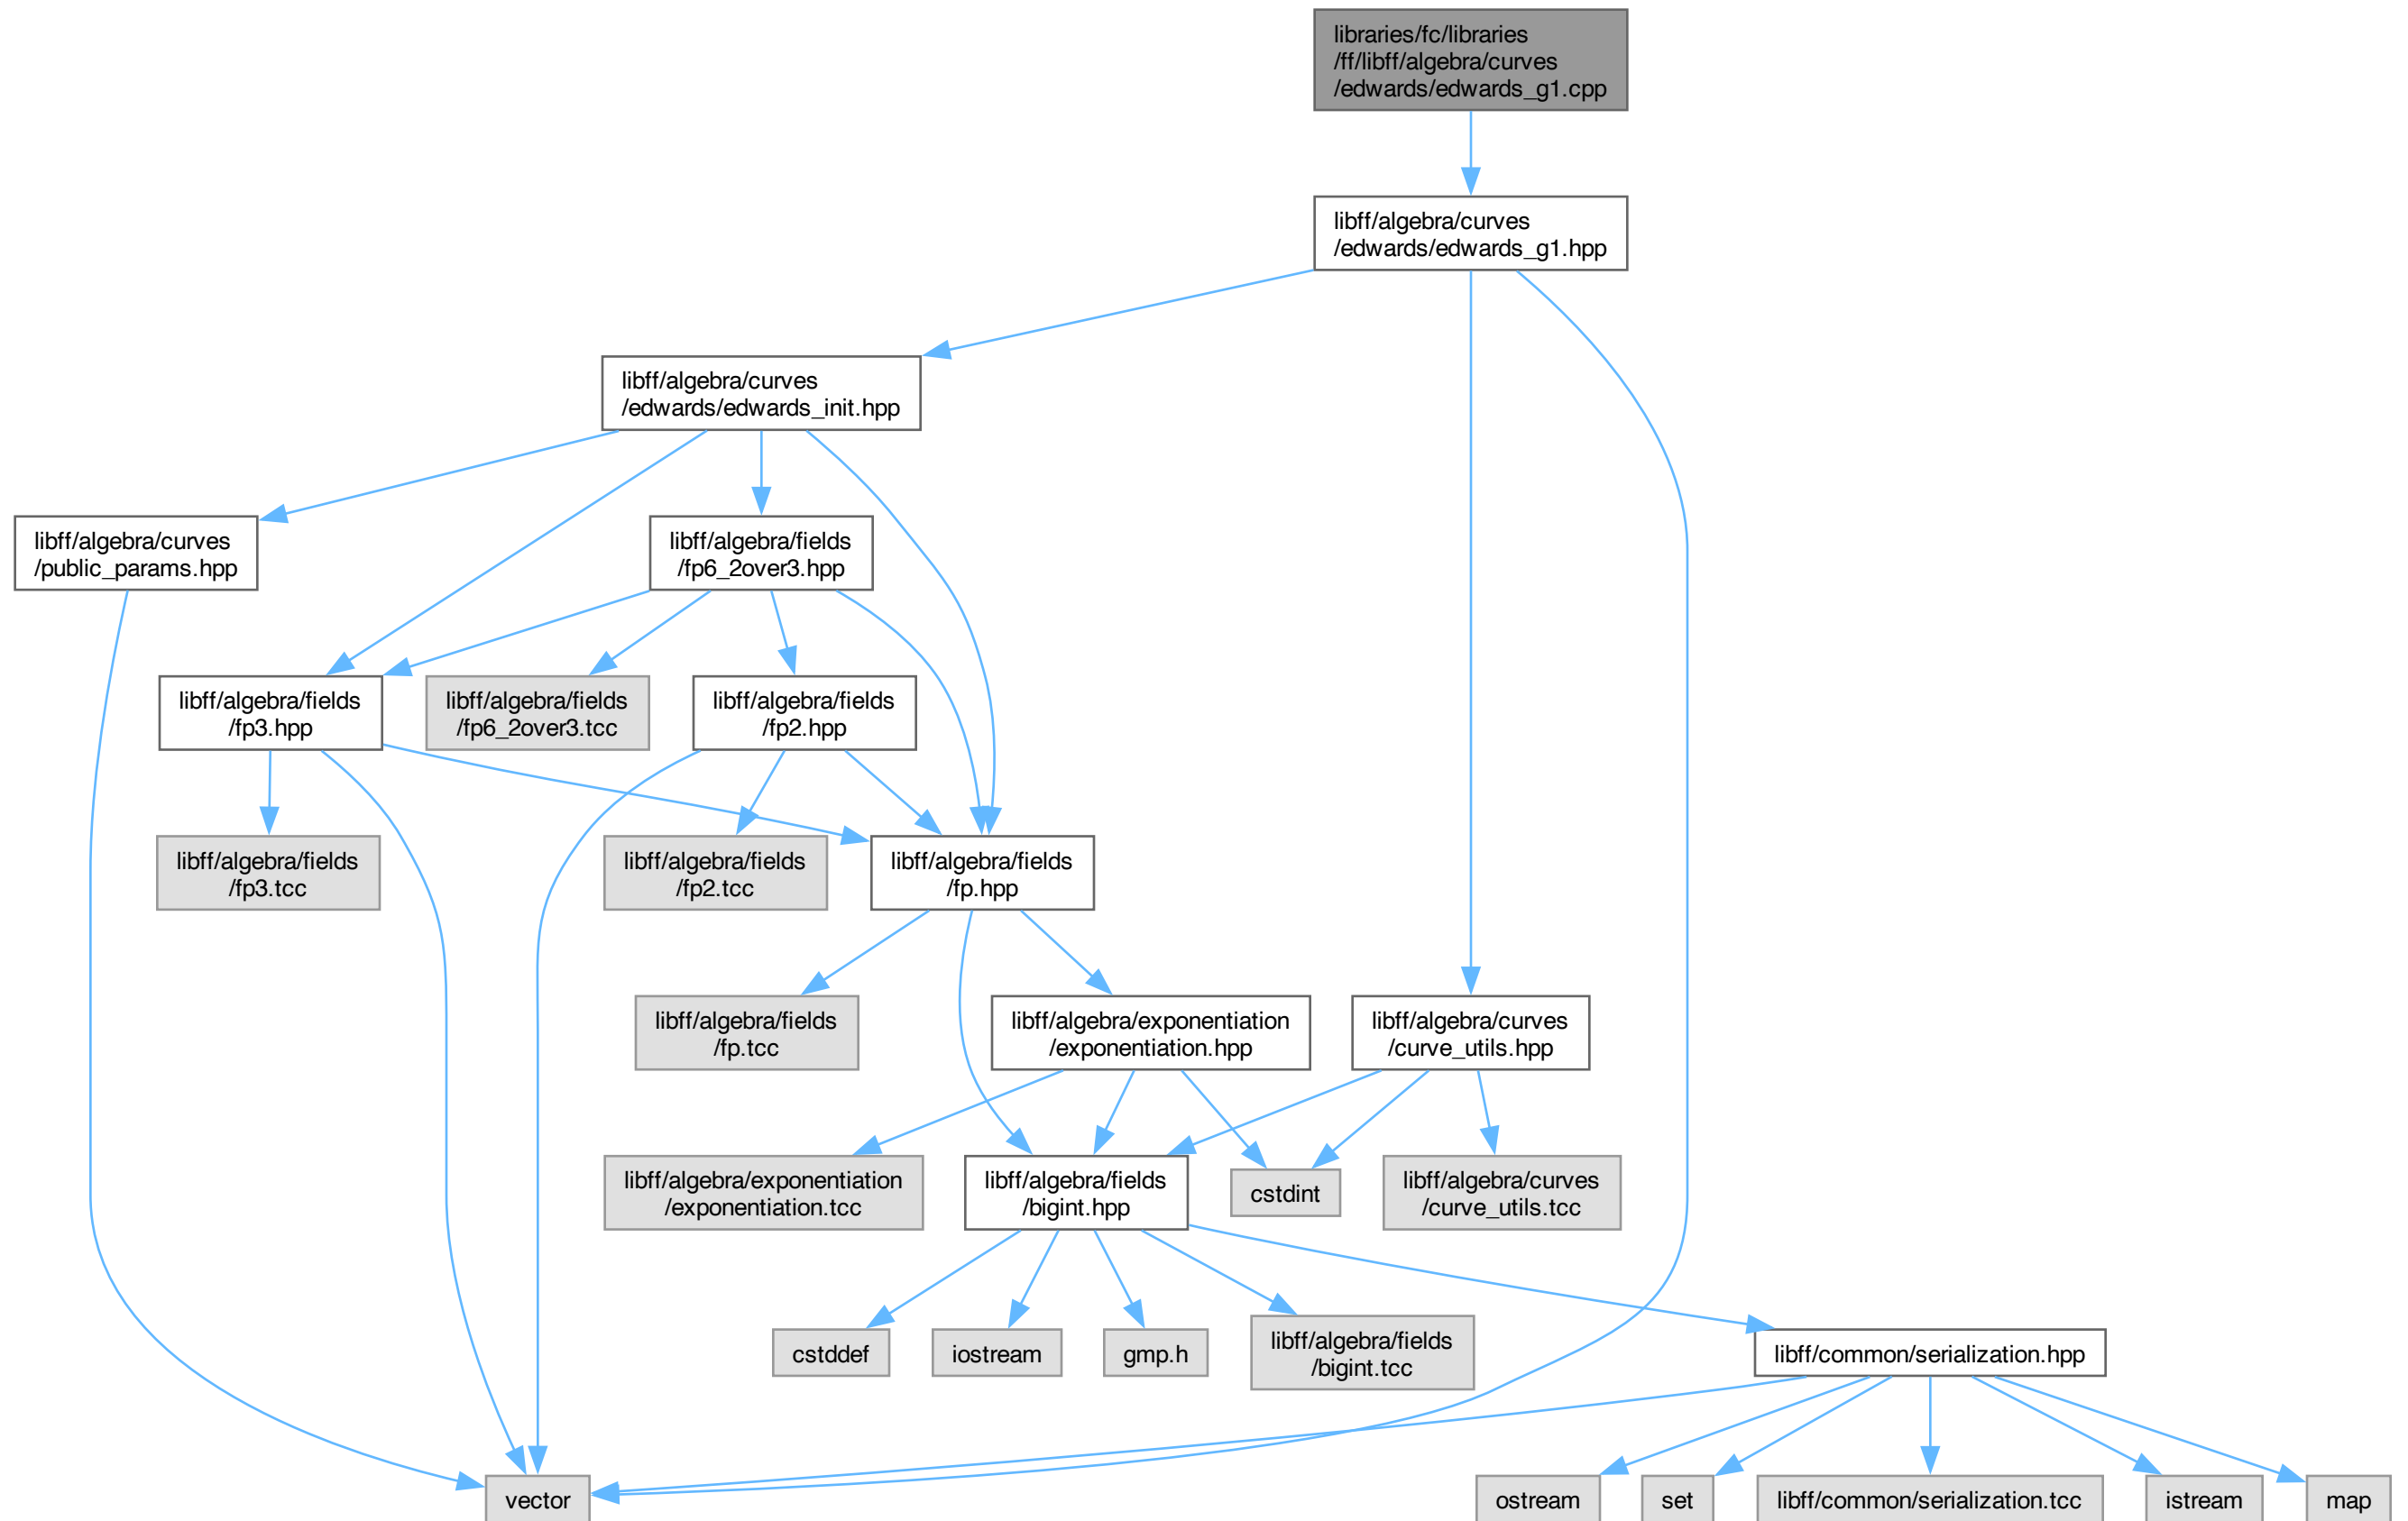 libraries/fc/libraries
/ff/libff/algebra/curves
/edwards/edwards_g1.cpp
libff/algebra/curves
/edwards/edwards_g1.hpp
libff/algebra/curves
/edwards/edwards_init.hpp
libff/algebra/curves
/public_params.hpp
libff/algebra/fields
/fp6_2over3.hpp
libff/algebra/fields
/fp3.hpp
libff/algebra/fields
/fp6_2over3.tcc
libff/algebra/fields
/fp2.hpp
libff/algebra/fields
/fp3.tcc
libff/algebra/fields
/fp2.tcc
libff/algebra/fields
/fp.hpp
libff/algebra/fields
/fp.tcc
libff/algebra/exponentiation
/exponentiation.hpp
libff/algebra/curves
/curve_utils.hpp
libff/algebra/exponentiation
/exponentiation.tcc
libff/algebra/fields
/bigint.hpp
cstdint
libff/algebra/curves
/curve_utils.tcc
cstddef
iostream
gmp.h
libff/algebra/fields
/bigint.tcc
libff/common/serialization.hpp
vector
ostream
set
libff/common/serialization.tcc
istream
map